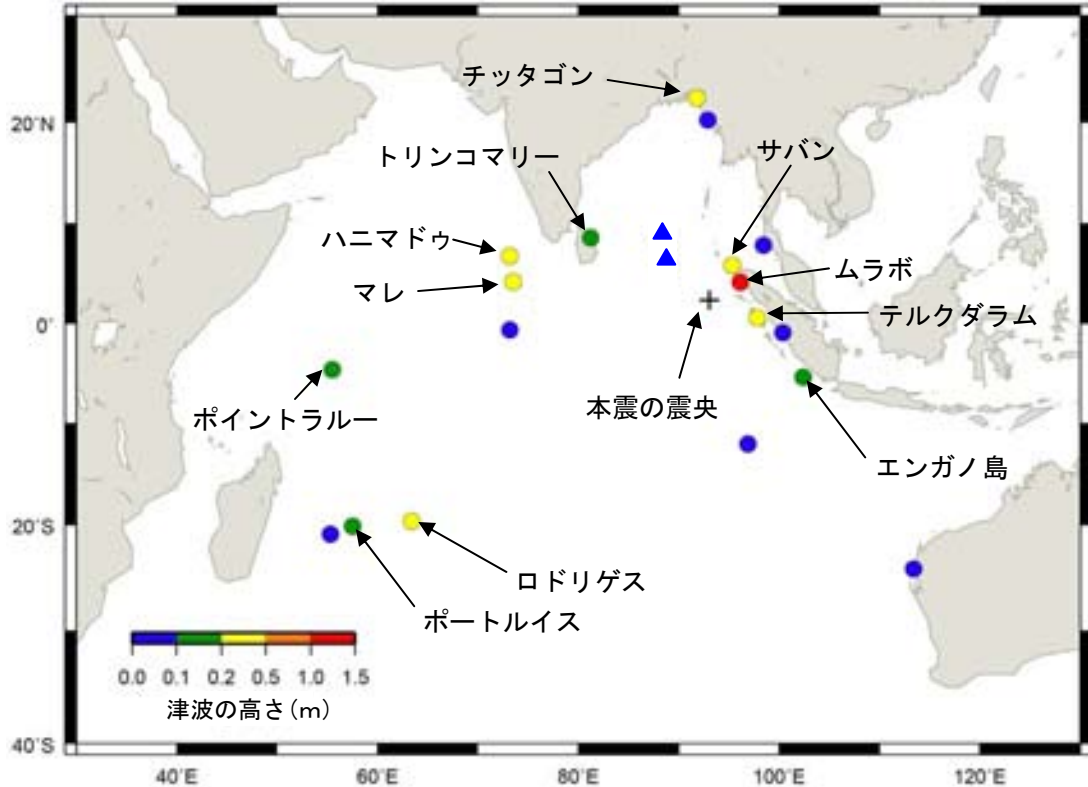 チッタゴン
20˚N
サバン
トリンコマリー
ハニマドゥ
ムラボ
マレ
テルクダラム
0˚
本震の震央
ポイントラルー
エンガノ島
20˚S
ロドリゲス
ポートルイス
0.0 0.1 0.2 0.5 1.0 1.5
津波の高さ(m)
40˚S
40˚E 60˚E 80˚E 100˚E 120˚E